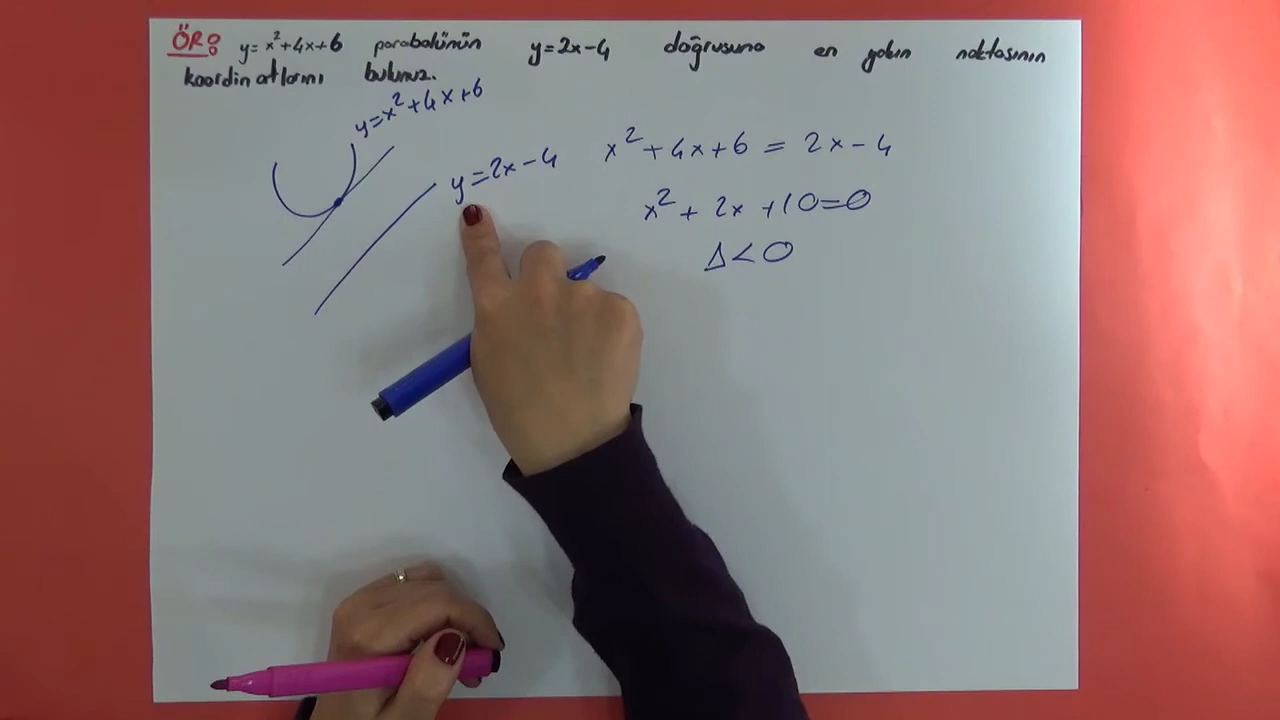 ÖR: y = x²+4x+6 parabolünün y=2x-4 doğrusuna en yakın noktasının
koordinatlarını bulunuz.
y=x²+4x+6
y=2x-4
x²+4x+6 = 2x-4
x²+2x+10=0
Δ<0